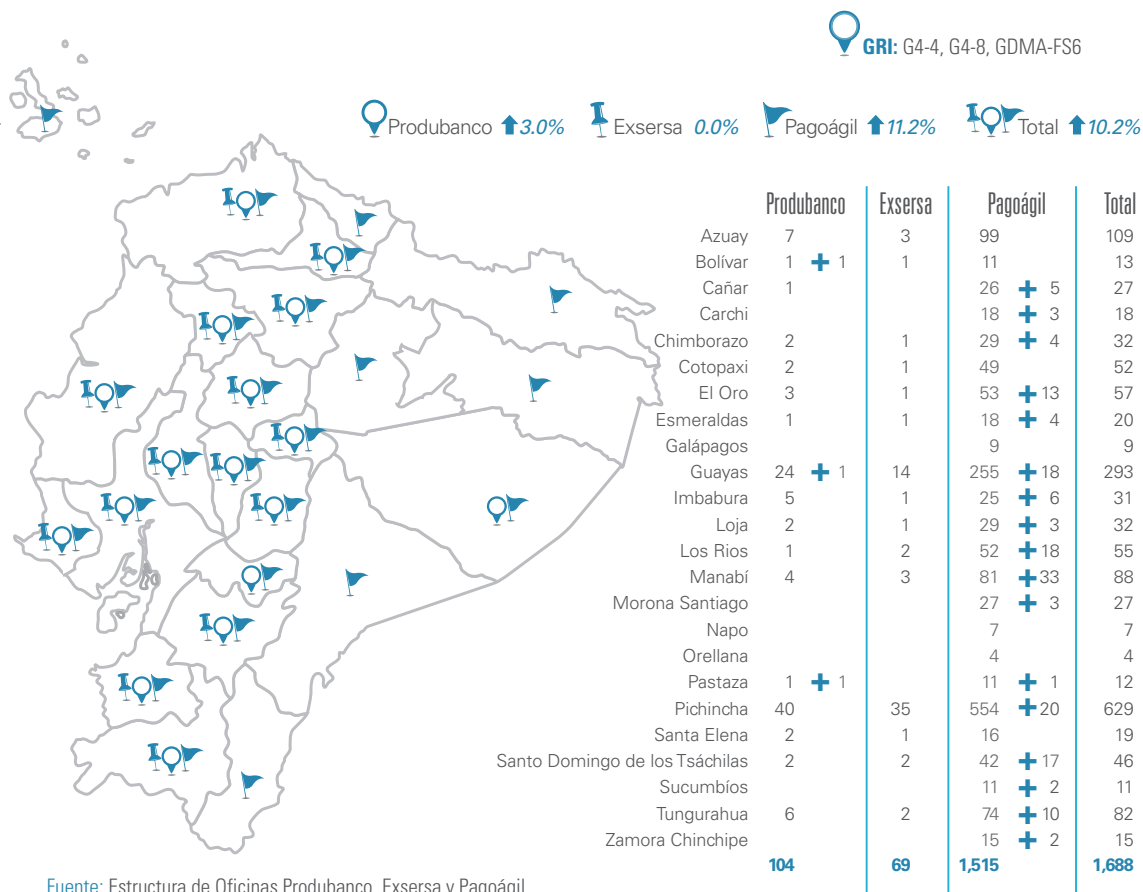 GRI: G4-4, G4-8, GDMA-FS6
Produbanco 3.0% Exsersa 0.0% Pagoágil 11.2% Total 10.2%
Produbanco Exsersa Pagoágil Total
Azuay 7 3 99 109
Bolívar 1 + 1 1 11 13
Cañar 1 26 + 5 27
Carchi 18 + 3 18
Chimborazo 2 1 29 + 4 32
Cotopaxi 2 1 49 52
El Oro 3 1 53 + 13 57
Esmeraldas 1 1 18 + 4 20
Galápagos 9 9
Guayas 24 + 1 14 255 + 18 293
Imbabura 5 1 25 + 6 31
Loja 2 1 29 + 3 32
Los Rios 1 2 52 + 18 55
Manabí 4 3 81 + 33 88
Morona Santiago 27 + 3 27
Napo 7 7
Orellana 4 4
Pastaza 1 + 1 11 + 1 12
Pichincha 40 35 554 + 20 629
Santa Elena 2 1 16 19
Santo Domingo de los Tsáchilas 2 2 42 + 17 46
Sucumbíos 11 + 2 11
Tungurahua 6 2 74 + 10 82
Zamora Chinchipe 15 + 2 15
104 69 1,515 1,688
Fuente: Estructura de Oficinas Produbanco, Exsersa y Pagoágil